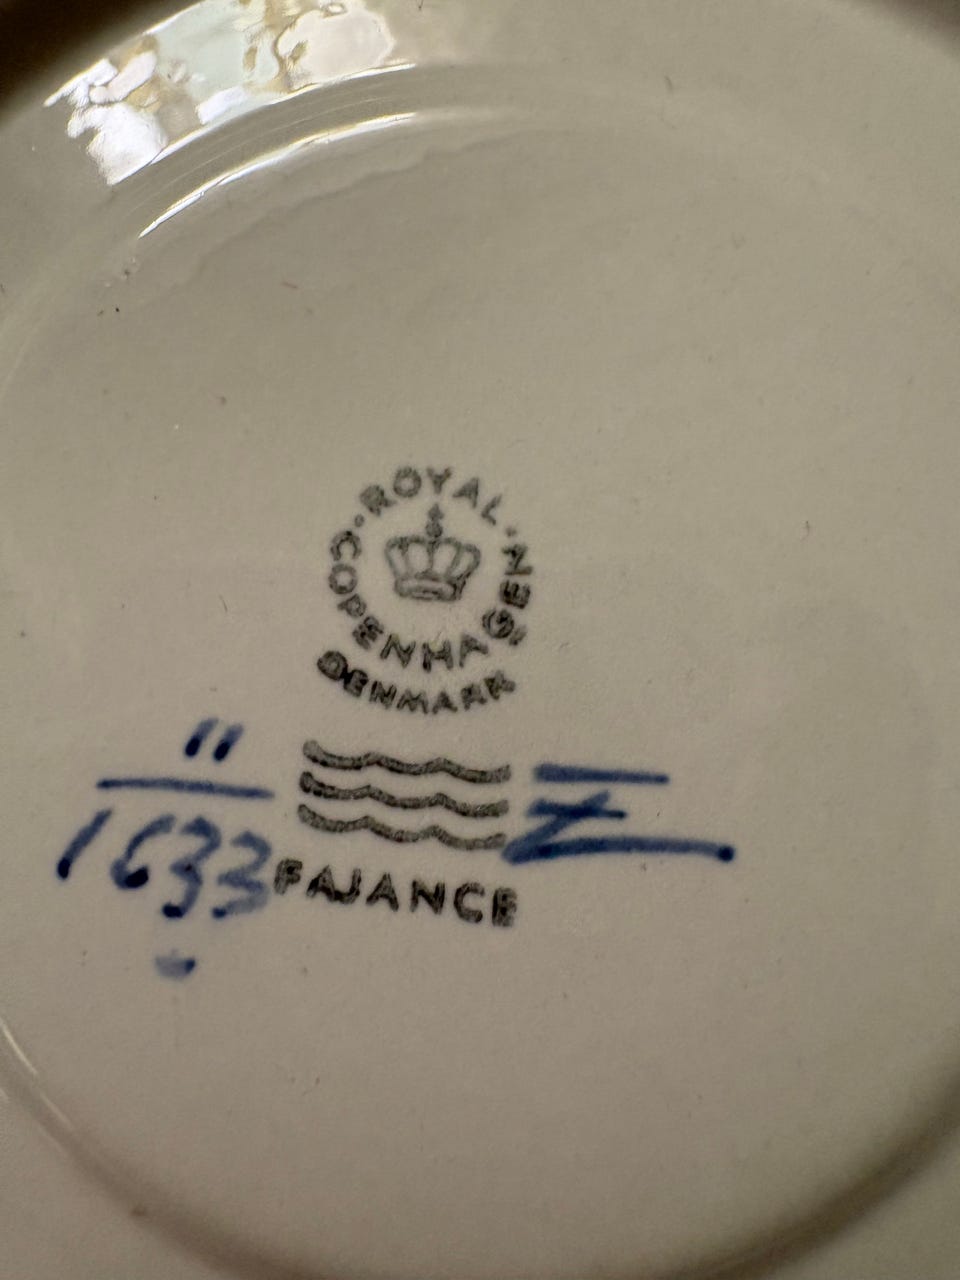 ROYAL
COPENHAGEN
DENMARK
11
1633
Z
FAJANCE